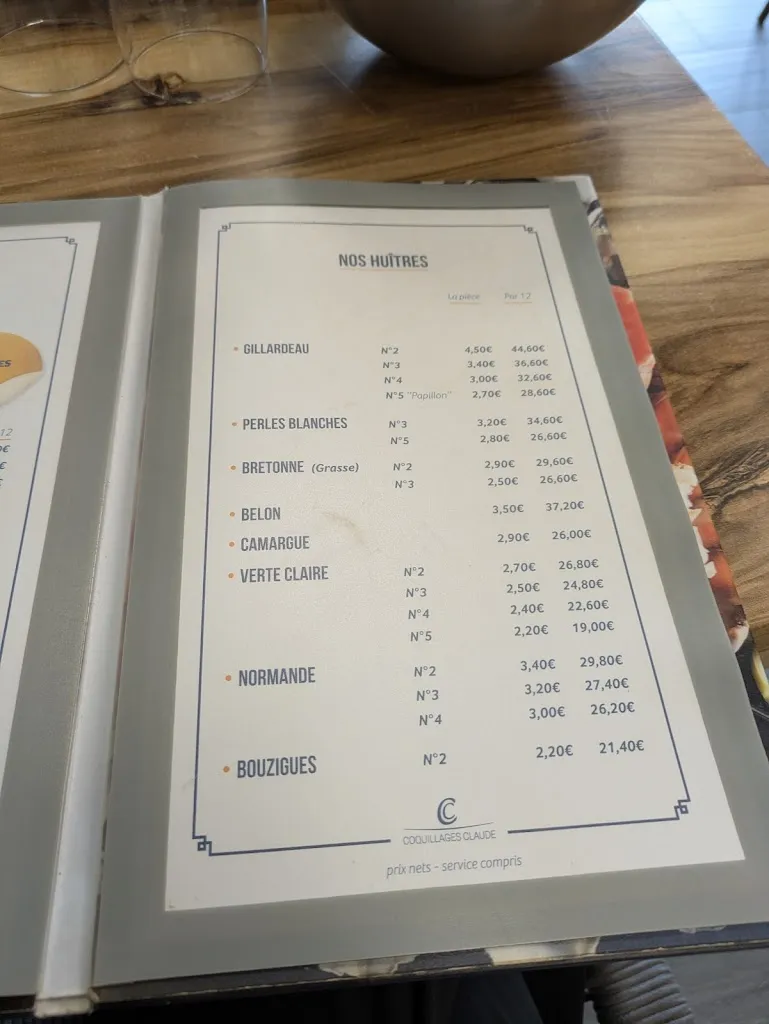 NOS HUÎTRES
La pièce Par 12
• GILLARDEAU N°2 4,50€ 44,60€
N°3 3,40€ 36,60€
N°4 3,00€ 32,60€
N°5 "Papillon" 2,70€ 28,60€
• PERLES BLANCHES N°3 3,20€ 34,60€
N°5 2,80€ 26,60€
• BRETONNE (Grasse) N°2 2,90€ 29,60€
N°3 2,50€ 26,60€
• BELON 3,50€ 37,20€
• CAMARGUE 2,90€ 26,00€
• VERTE CLAIRE N°2 2,70€ 26,80€
N°3 2,50€ 24,80€
N°4 2,40€ 22,60€
N°5 2,20€ 19,00€
• NORMANDE N°2 3,40€ 29,80€
N°3 3,20€ 27,40€
N°4 3,00€ 26,20€
• BOUZIGUES N°2 2,20€ 21,40€
COQUILLAGES CLAUDE
prix nets - service compris
12